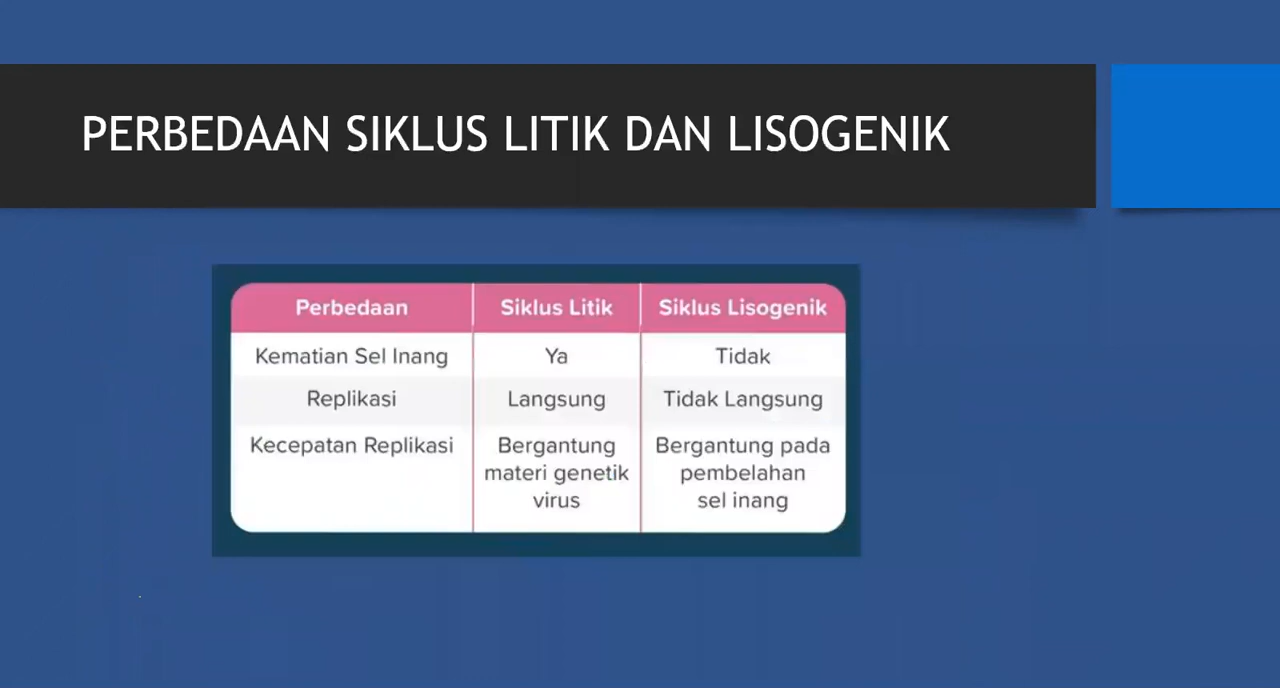 PERBEDAAN SIKLUS LITIK DAN LISOGENIK
Perbedaan Siklus Litik Siklus Lisogenik
Kematian Sel Inang Ya Tidak
Replikasi Langsung Tidak Langsung
Kecepatan Replikasi Bergantung Bergantung pada
materi genetik pembelahan
virus sel inang